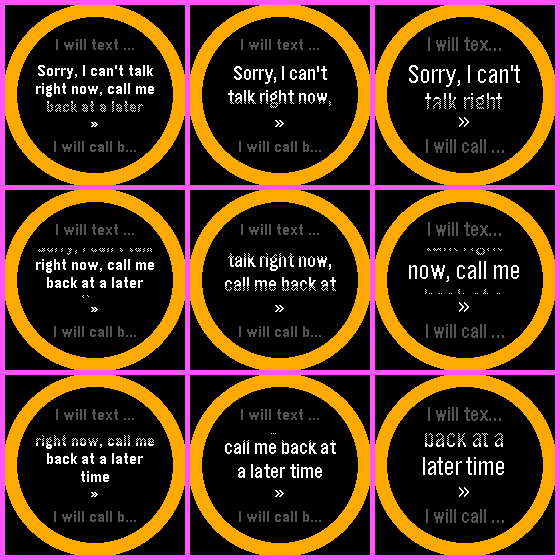 I will text ...
Sorry, I can't talk
right now, call me
back at a later
»
I will call b...
I will text ...
Sorry, I can't
talk right now,
»
I will call b...
I will tex...
Sorry, I can't
talk right
»
I will call ...
I will text ...
right now, call me
back at a later
»
I will call b...
I will text ...
talk right now,
call me back at
»
I will call b...
I will tex...
now, call me
»
I will call ...
I will text ...
right now, call me
back at a later
time
»
I will call b...
I will text ...
call me back at
a later time
»
I will call b...
I will tex...
back at a
later time
»
I will call ...